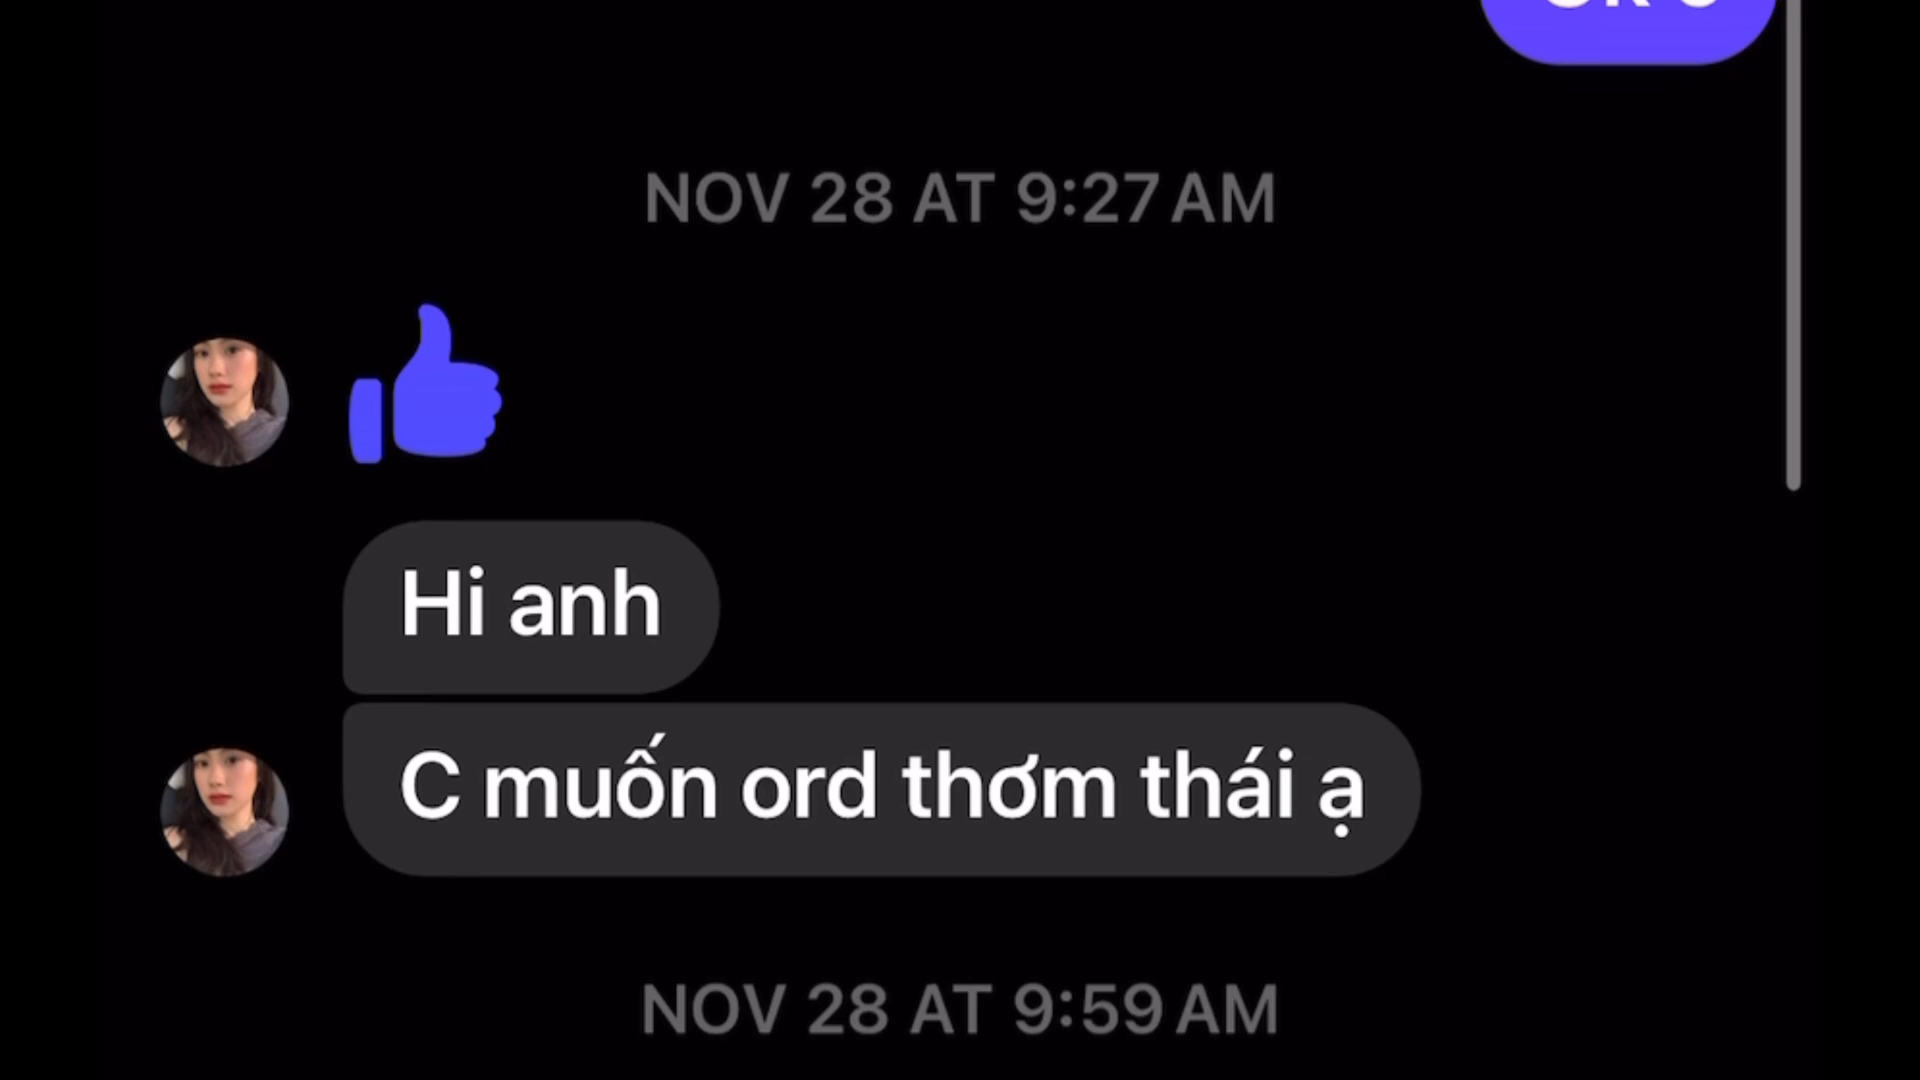 NOV 28 AT 9:27 AM
Hi anh
C muốn ord thơm thái ạ
NOV 28 AT 9:59 AM